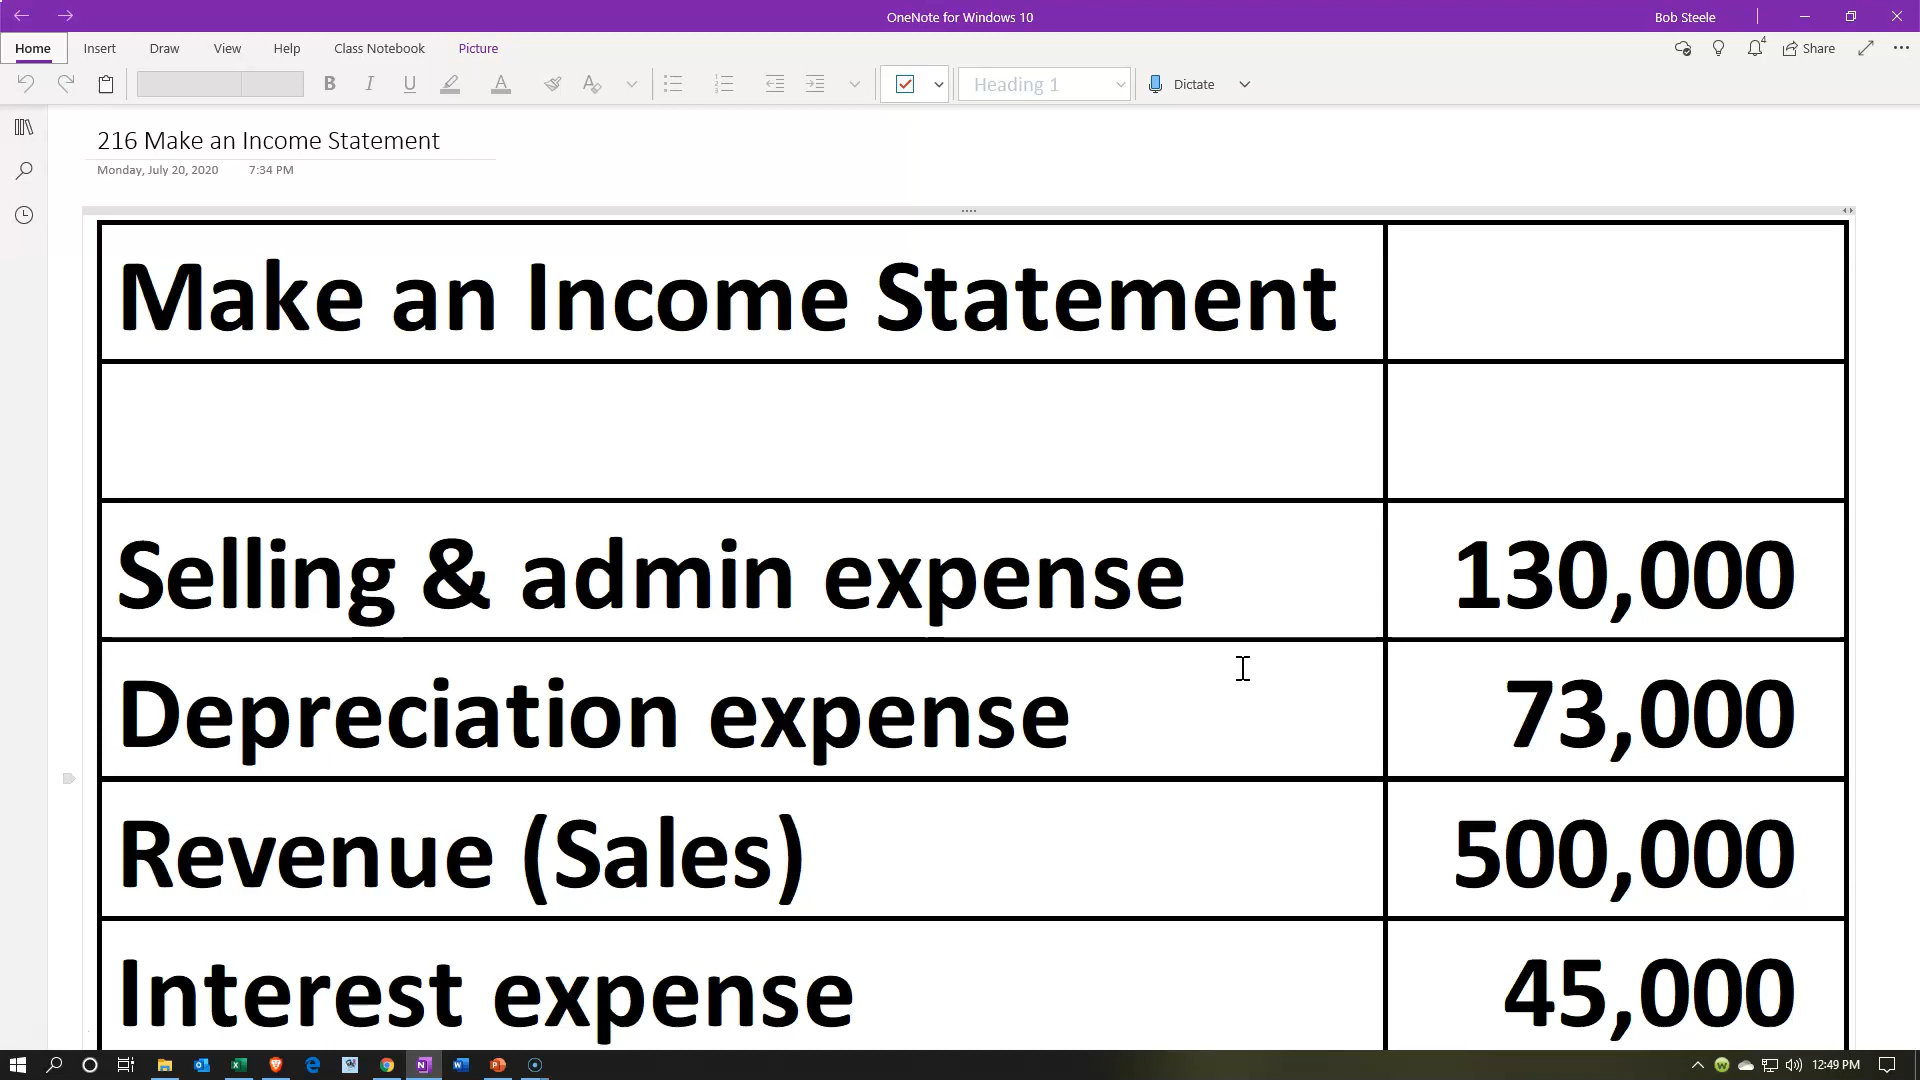 OneNote for Windows 10
Bob Steele
Home
Insert
Draw
View
Help
Class Notebook
Picture
4
Share
B
I
U
A
A
Heading 1
Dictate
216 Make an Income Statement
Monday, July 20, 2020 7:34 PM
Make an Income Statement
Selling & admin expense 130,000
Depreciation expense 73,000
Revenue (Sales) 500,000
Interest expense 45,000
12:49 PM